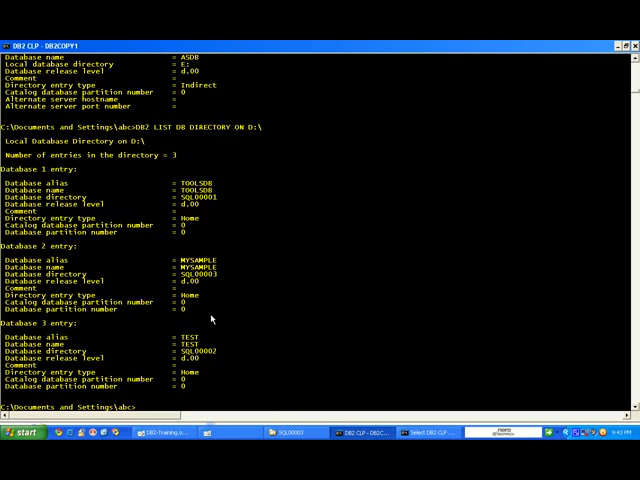 DB2 CLP - DB2COPY1
Database name = ASDB
Local database directory = E:
Database release level = d.00
Comment =
Directory entry type = Indirect
Catalog database partition number = 0
Alternate server hostname =
Alternate server port number =
C:\Documents and Settings\abc>DB2 LIST DB DIRECTORY ON D:\
Local Database Directory on D:\
Number of entries in the directory = 3
Database 1 entry:
Database alias = TOOLSDB
Database name = TOOLSDB
Database directory = SQL00001
Database release level = d.00
Comment =
Directory entry type = Home
Catalog database partition number = 0
Database partition number = 0
Database 2 entry:
Database alias = MYSAMPLE
Database name = MYSAMPLE
Database directory = SQL00003
Database release level = d.00
Comment =
Directory entry type = Home
Catalog database partition number = 0
Database partition number = 0
Database 3 entry:
Database alias = TEST
Database name = TEST
Database directory = SQL00002
Database release level = d.00
Comment =
Directory entry type = Home
Catalog database partition number = 0
Database partition number = 0
C:\Documents and Settings\abc>
start DB2-Training.o... SQL00003 DB2 CLP - DB2C... Select DB2 CLP ... nero 9:43 PM